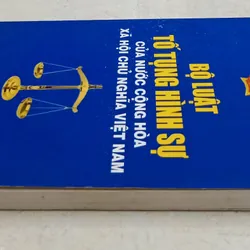 BỘ LUẬT
TỐ TỤNG HÌNH SỰ
CỦA NƯỚC CỘNG HÒA
XÃ HỘI CHỦ NGHĨA VIỆT NAM